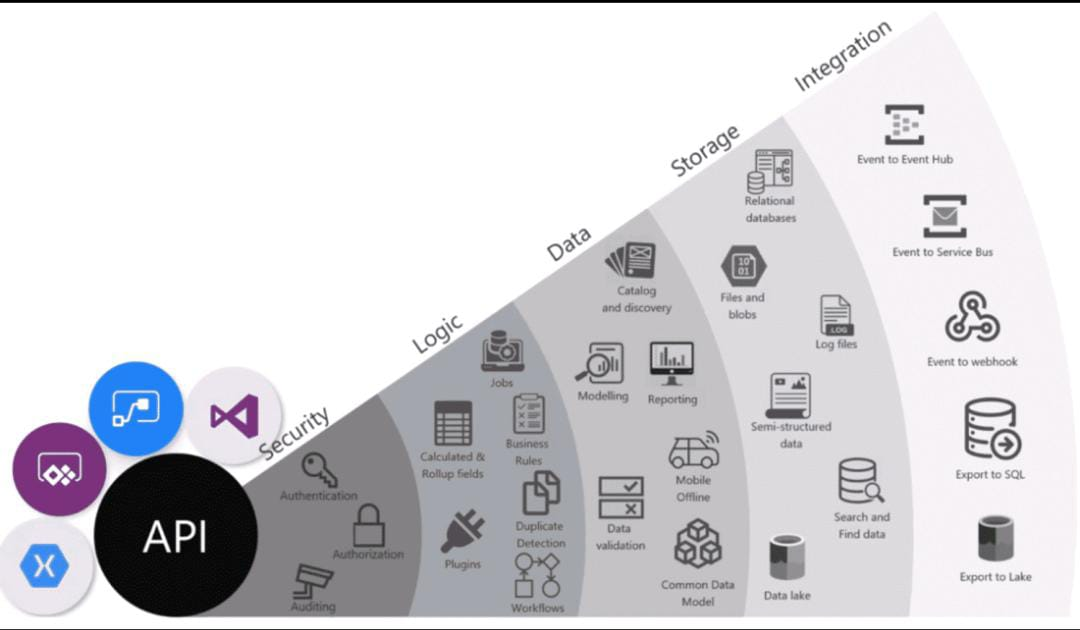 API
Security
Authentication
Authorization
Auditing
Logic
Jobs
Calculated &
Rollup fields
Business
Rules
Plugins
Duplicate
Detection
Workflows
Data
Catalog
and discovery
Modelling
Reporting
Mobile
Offline
Data
validation
Common Data
Model
Storage
Relational
databases
10
01
Files and
blobs
LOG
Log files
Semi-structured
data
Search and
Find data
Data lake
Integration
Event to Event Hub
Event to Service Bus
Event to webhook
Export to SQL
Export to Lake